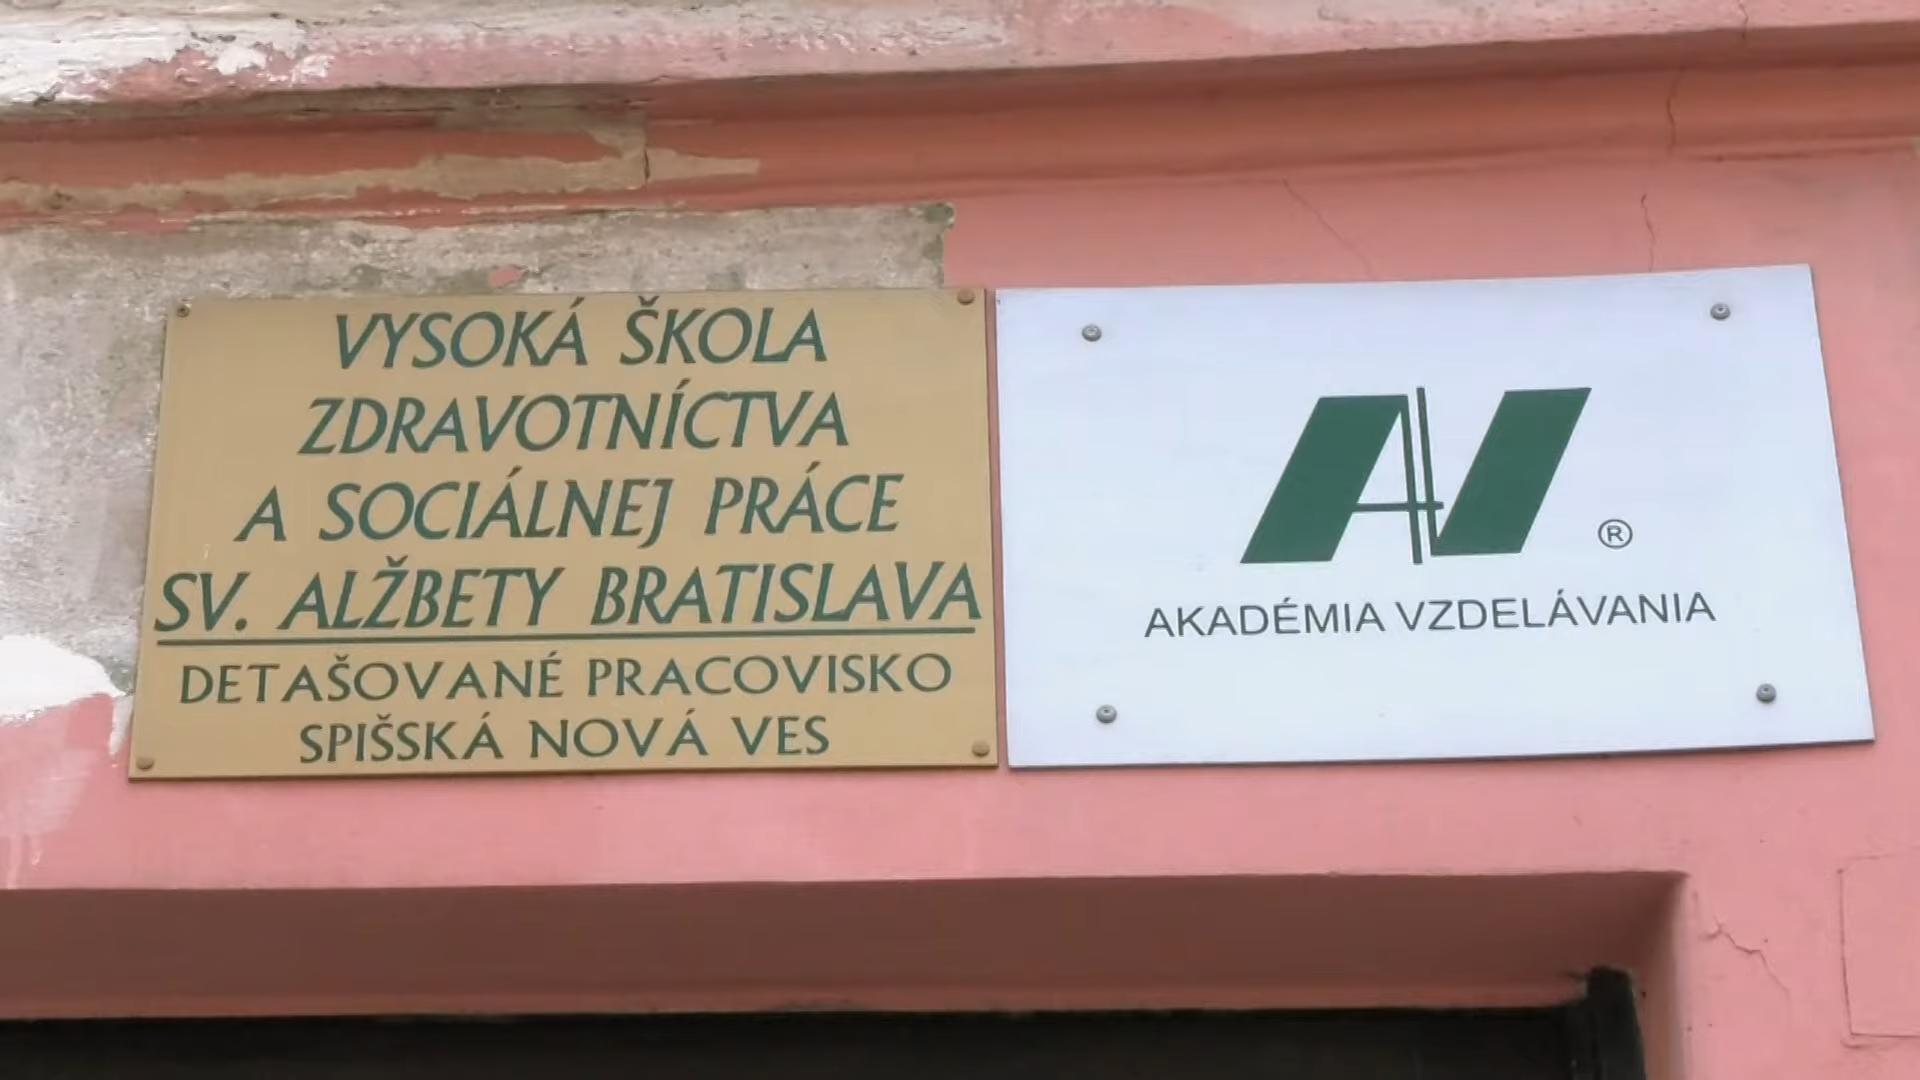 VYSOKÁ ŠKOLA
ZDRAVOTNÍCTVA
A SOCIÁLNEJ PRÁCE
SV. ALŽBETY BRATISLAVA
DETAŠOVANÉ PRACOVISKO
SPIŠSKÁ NOVÁ VES
AV ®
AKADÉMIA VZDELÁVANIA